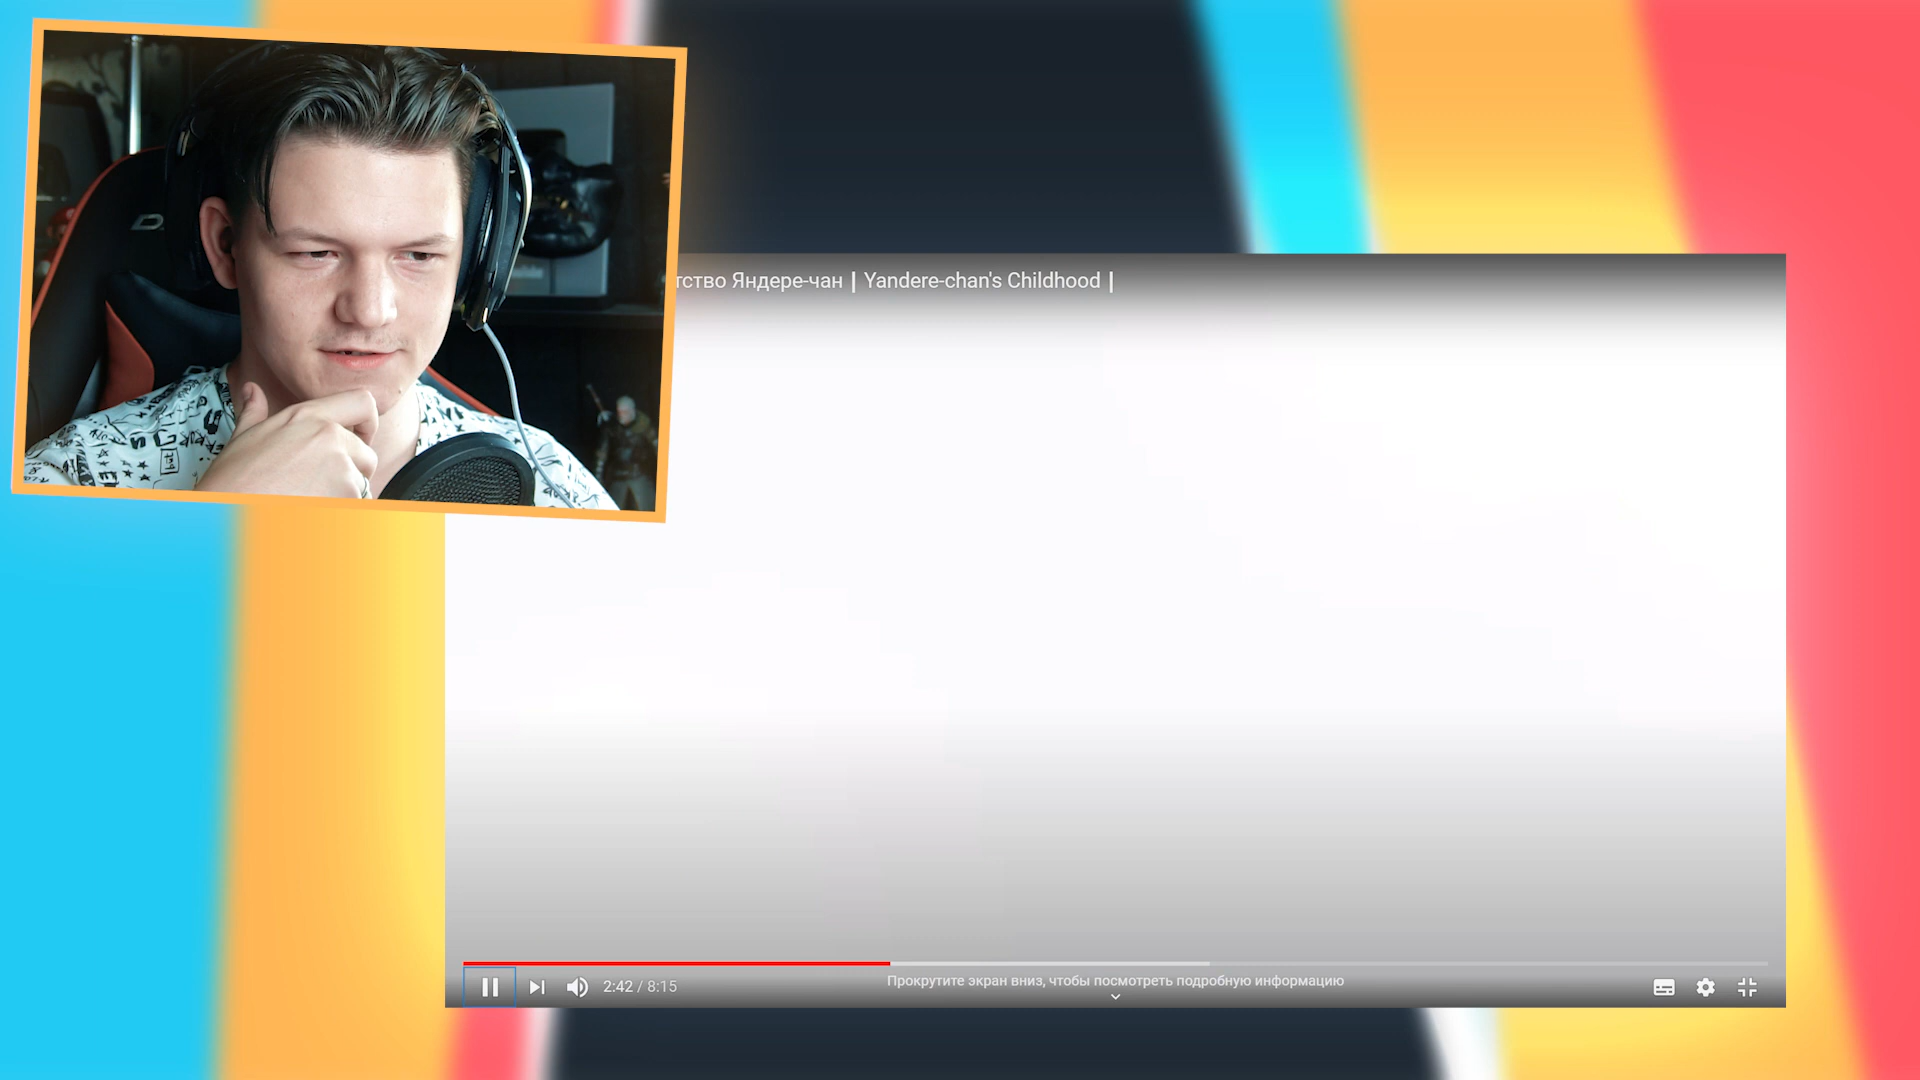 тство Яндере-чан | Yandere-chan's Childhood |
2:42 / 8:15
Прокрутите экран вниз, чтобы посмотреть подробную информацию